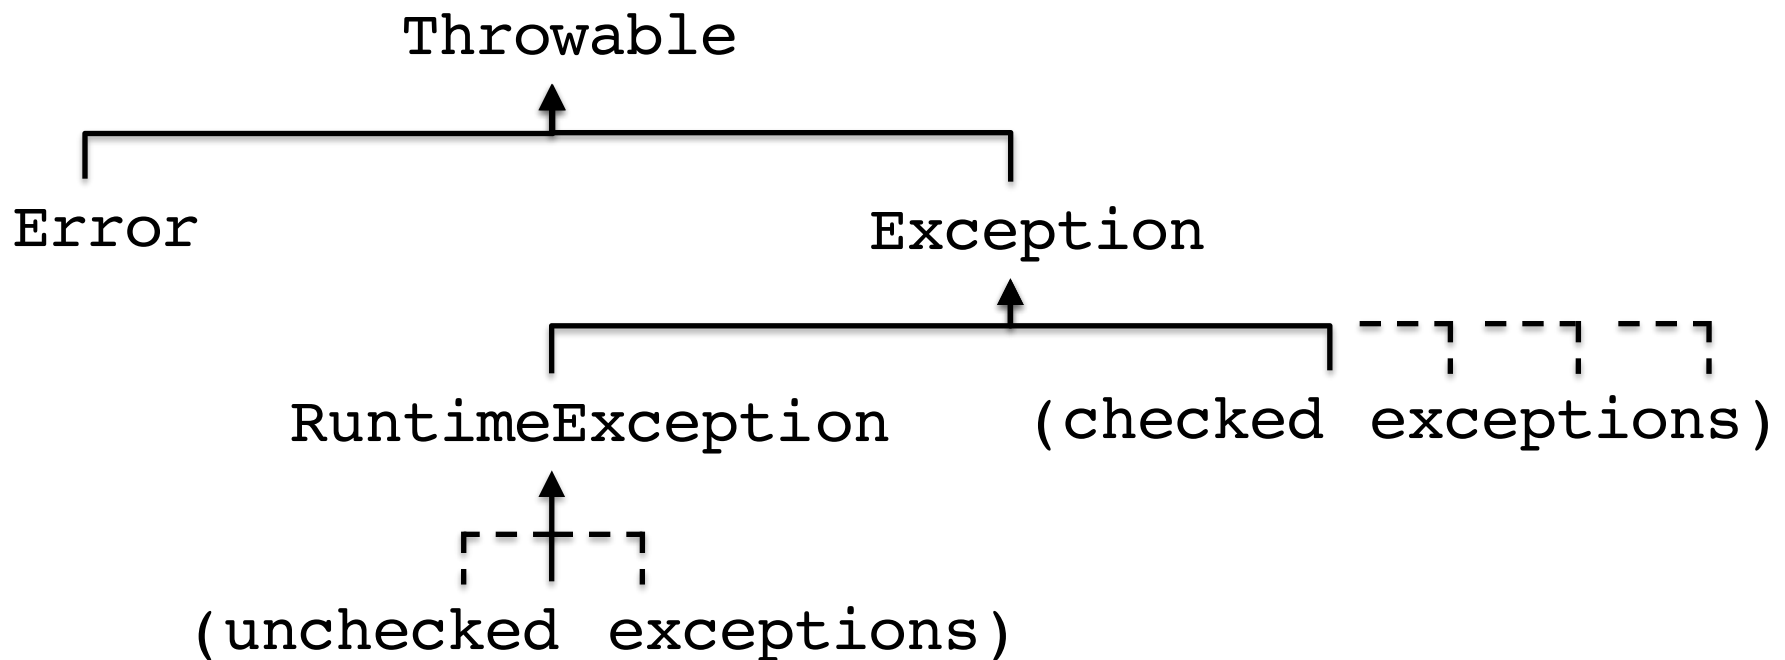 Throwable
Error
Exception
RuntimeException
(checked exceptions)
(unchecked exceptions)